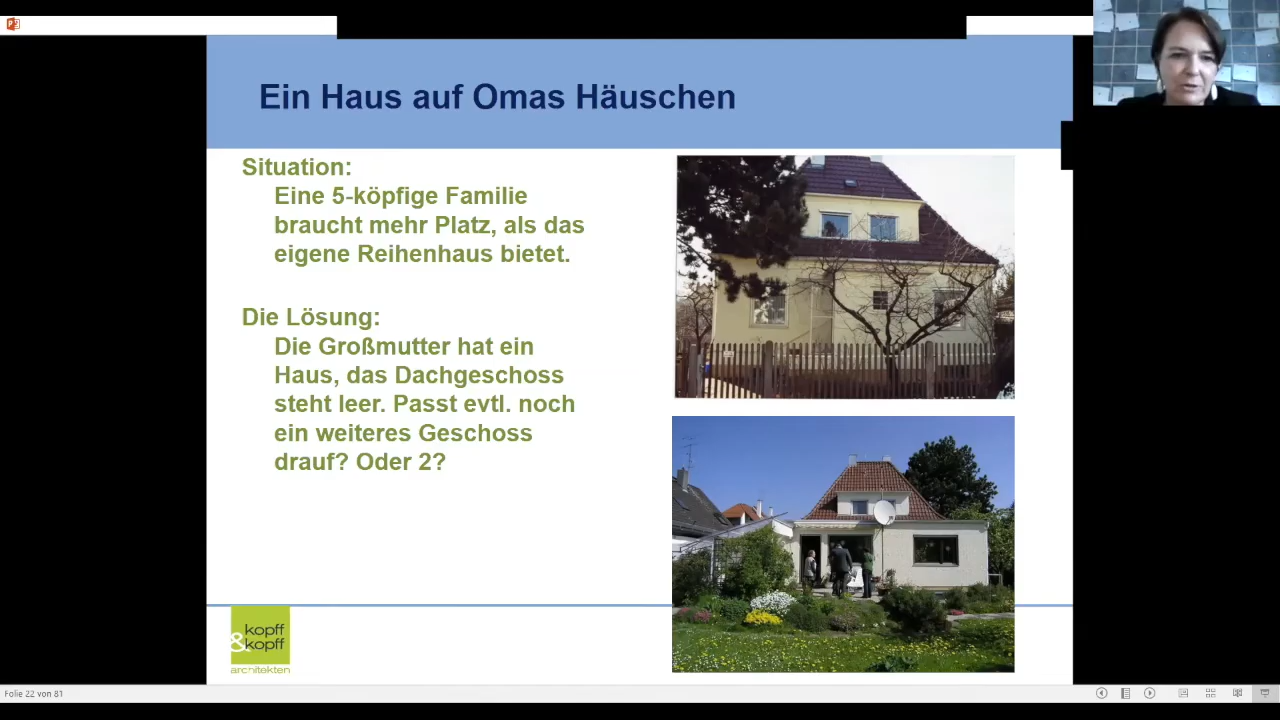 Ein Haus auf Omas Häuschen
Situation:
Eine 5-köpfige Familie
braucht mehr Platz, als das
eigene Reihenhaus bietet.
Die Lösung:
Die Großmutter hat ein
Haus, das Dachgeschoss
steht leer. Passt evtl. noch
ein weiteres Geschoss
drauf? Oder 2?
kopff
&kopff
architekten
Folie 22 von 81